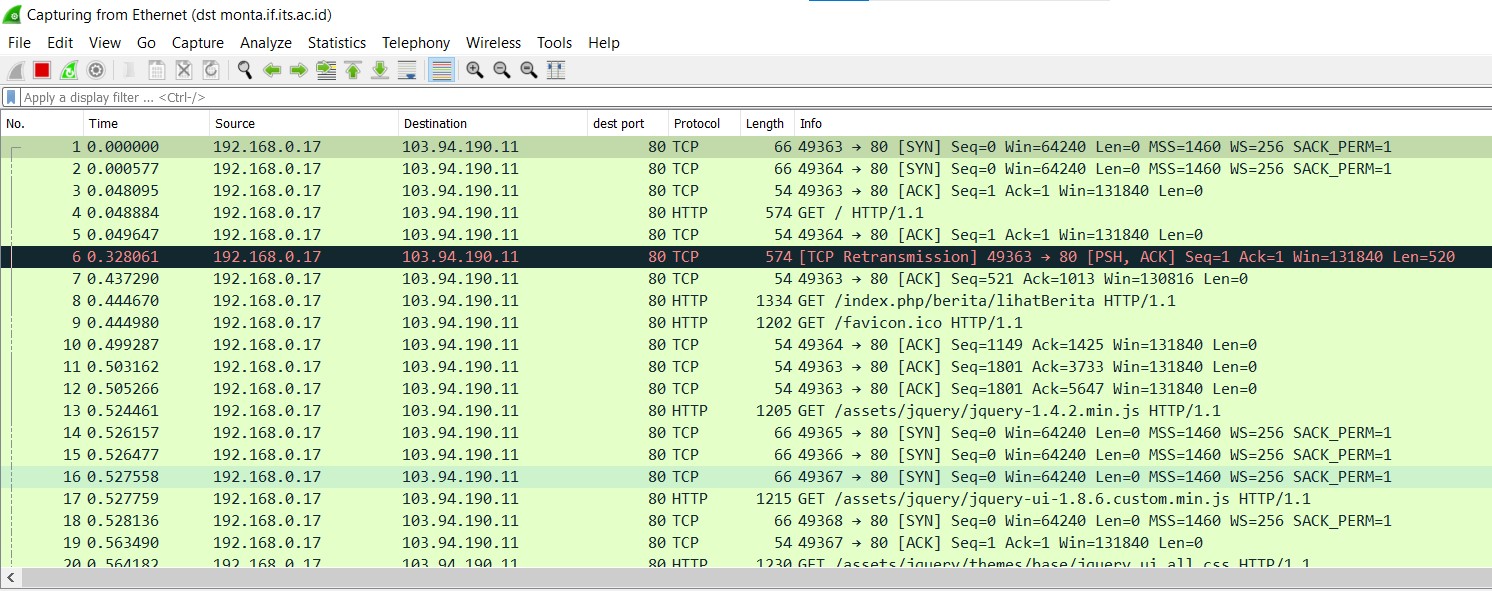 Capturing from Ethernet (dst monta.if.its.ac.id)
File Edit View Go Capture Analyze Statistics Telephony Wireless Tools Help
Apply a display filter ... <Ctrl-/>
No. Time Source Destination dest port Protocol Length Info
1 0.000000 192.168.0.17 103.94.190.11 80 TCP 66 49363 → 80 [SYN] Seq=0 Win=64240 Len=0 MSS=1460 WS=256 SACK_PERM=1
2 0.000577 192.168.0.17 103.94.190.11 80 TCP 66 49364 → 80 [SYN] Seq=0 Win=64240 Len=0 MSS=1460 WS=256 SACK_PERM=1
3 0.048095 192.168.0.17 103.94.190.11 80 TCP 54 49363 → 80 [ACK] Seq=1 Ack=1 Win=131840 Len=0
4 0.048884 192.168.0.17 103.94.190.11 80 HTTP 574 GET / HTTP/1.1
5 0.049647 192.168.0.17 103.94.190.11 80 TCP 54 49364 → 80 [ACK] Seq=1 Ack=1 Win=131840 Len=0
6 0.328061 192.168.0.17 103.94.190.11 80 TCP 574 [TCP Retransmission] 49363 → 80 [PSH, ACK] Seq=1 Ack=1 Win=131840 Len=520
7 0.437290 192.168.0.17 103.94.190.11 80 TCP 54 49363 → 80 [ACK] Seq=521 Ack=1013 Win=130816 Len=0
8 0.444670 192.168.0.17 103.94.190.11 80 HTTP 1334 GET /index.php/berita/lihatBerita HTTP/1.1
9 0.444980 192.168.0.17 103.94.190.11 80 HTTP 1202 GET /favicon.ico HTTP/1.1
10 0.499287 192.168.0.17 103.94.190.11 80 TCP 54 49364 → 80 [ACK] Seq=1149 Ack=1425 Win=131840 Len=0
11 0.503162 192.168.0.17 103.94.190.11 80 TCP 54 49363 → 80 [ACK] Seq=1801 Ack=3733 Win=131840 Len=0
12 0.505266 192.168.0.17 103.94.190.11 80 TCP 54 49363 → 80 [ACK] Seq=1801 Ack=5647 Win=131840 Len=0
13 0.524461 192.168.0.17 103.94.190.11 80 HTTP 1205 GET /assets/jquery/jquery-1.4.2.min.js HTTP/1.1
14 0.526157 192.168.0.17 103.94.190.11 80 TCP 66 49365 → 80 [SYN] Seq=0 Win=64240 Len=0 MSS=1460 WS=256 SACK_PERM=1
15 0.526477 192.168.0.17 103.94.190.11 80 TCP 66 49366 → 80 [SYN] Seq=0 Win=64240 Len=0 MSS=1460 WS=256 SACK_PERM=1
16 0.527558 192.168.0.17 103.94.190.11 80 TCP 66 49367 → 80 [SYN] Seq=0 Win=64240 Len=0 MSS=1460 WS=256 SACK_PERM=1
17 0.527759 192.168.0.17 103.94.190.11 80 HTTP 1215 GET /assets/jquery/jquery-ui-1.8.6.custom.min.js HTTP/1.1
18 0.528136 192.168.0.17 103.94.190.11 80 TCP 66 49368 → 80 [SYN] Seq=0 Win=64240 Len=0 MSS=1460 WS=256 SACK_PERM=1
19 0.563490 192.168.0.17 103.94.190.11 80 TCP 54 49367 → 80 [ACK] Seq=1 Ack=1 Win=131840 Len=0
20 0.564182 192.168.0.17 103.94.190.11 80 HTTP 1230 GET /assets/jquery/themes/base/jquery.ui.all.css HTTP/1.1